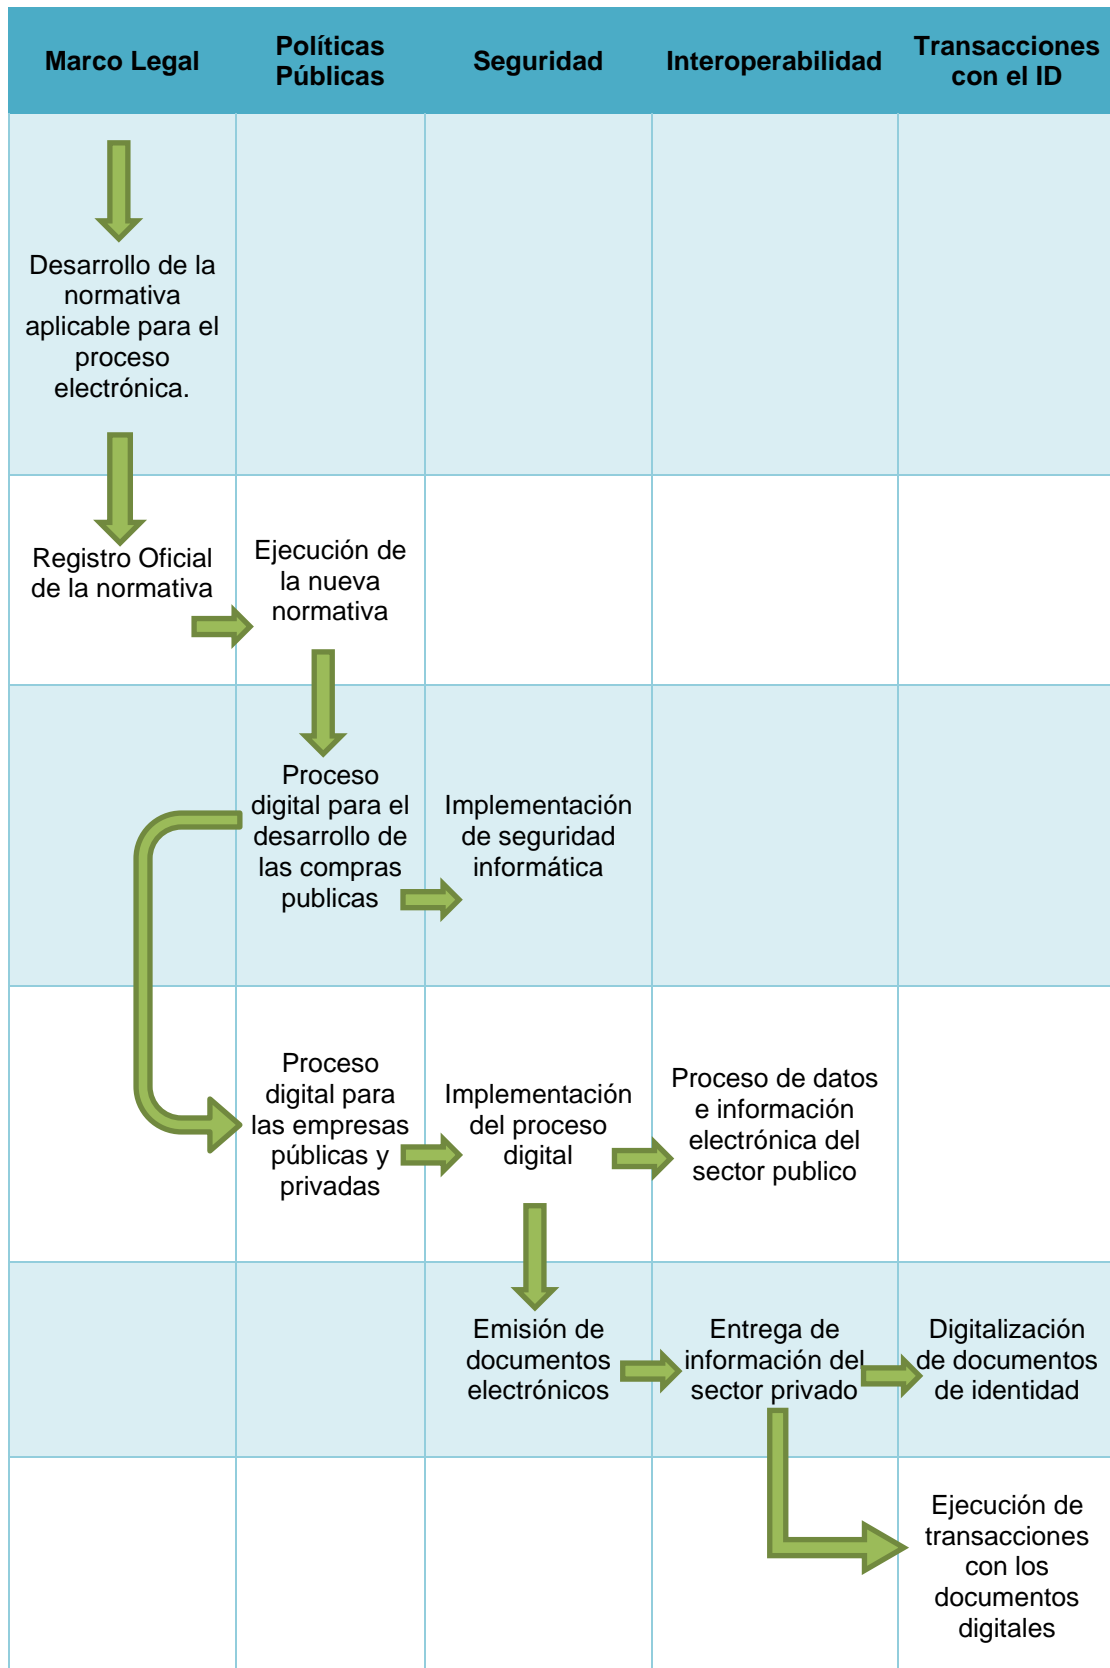 Marco Legal
Políticas
Públicas
Seguridad
Interoperabilidad
Transacciones
con el ID
Desarrollo de la
normativa
aplicable para el
proceso
electrónica.
Registro Oficial
de la normativa
Ejecución de
la nueva
normativa
Proceso
digital para el
desarrollo de
las compras
publicas
Implementación
de seguridad
informática
Proceso
digital para
las empresas
públicas y
privadas
Implementación
del proceso
digital
Proceso de datos
e información
electrónica del
sector publico
Emisión de
documentos
electrónicos
Entrega de
información del
sector privado
Digitalización
de documentos
de identidad
Ejecución de
transacciones
con los
documentos
digitales